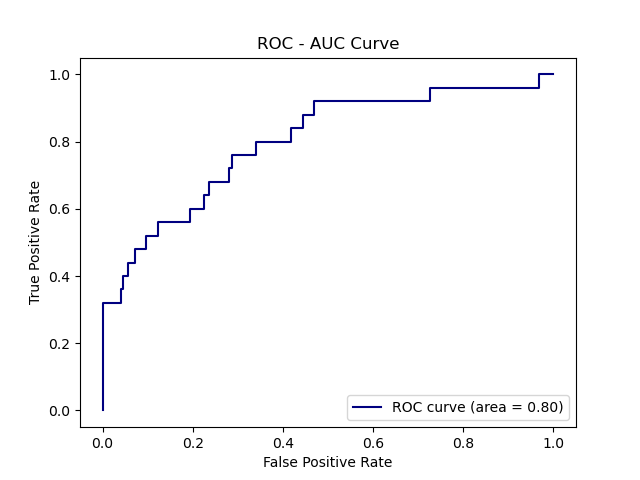 ROC - AUC Curve
True Positive Rate
1.0
0.8
0.6
0.4
0.2
0.0
ROC curve (area = 0.80)
0.0 0.2 0.4 0.6 0.8 1.0
False Positive Rate